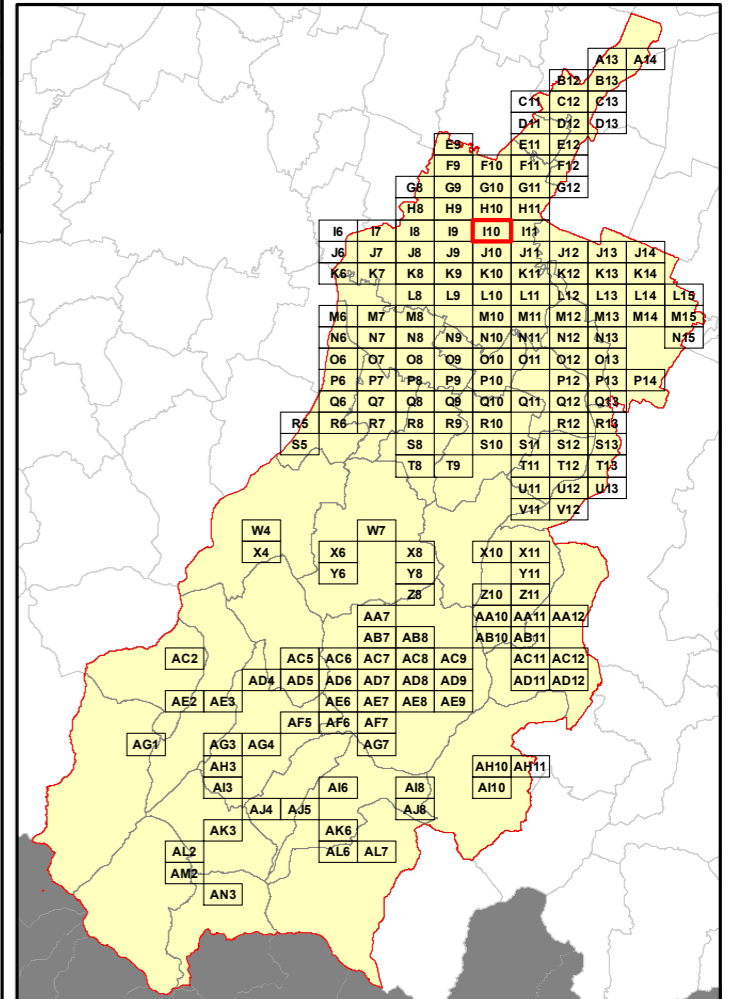 A13 A14
B12 B13
C11 C12 C13
D11 D12 D13
E9 E11 E12
F9 F10 F11 F12
G8 G9 G10 G11 G12
H8 H9 H10 H11
I6 I7 I8 I9 I10 I11
J6 J7 J8 J9 J10 J11 J12 J13 J14
K6 K7 K8 K9 K10 K11 K12 K13 K14
L8 L9 L10 L11 L12 L13 L14 L15
M6 M7 M8 M10 M11 M12 M13 M14 M15
N6 N7 N8 N9 N10 N11 N12 N13 N15
O6 O7 O8 O9 O10 O11 O12 O13
P6 P7 P8 P9 P10 P12 P13 P14
Q6 Q7 Q8 Q9 Q10 Q11 Q12 Q13
R5 R6 R7 R8 R9 R10 R12 R13
S5 S8 S10 S11 S12 S13
T8 T9 T11 T12 T13
U11 U12 U13
V11 V12
W4 W7
X4 X6 X8 X10 X11
Y6 Y8 Y11
Z8 Z10 Z11
AA7 AA10 AA11 AA12
AB7 AB8 AB10 AB11
AC2 AC5 AC6 AC7 AC8 AC9 AC11 AC12
AD4 AD5 AD6 AD7 AD8 AD9 AD11 AD12
AE2 AE3 AE6 AE7 AE8 AE9
AF5 AF6 AF7
AG1 AG3 AG4 AG7
AH3 AH10 AH11
AI3 AI6 AI8 AI10
AJ4 AJ5 AJ8
AK3 AK6
AL2 AL6 AL7
AM2
AN3